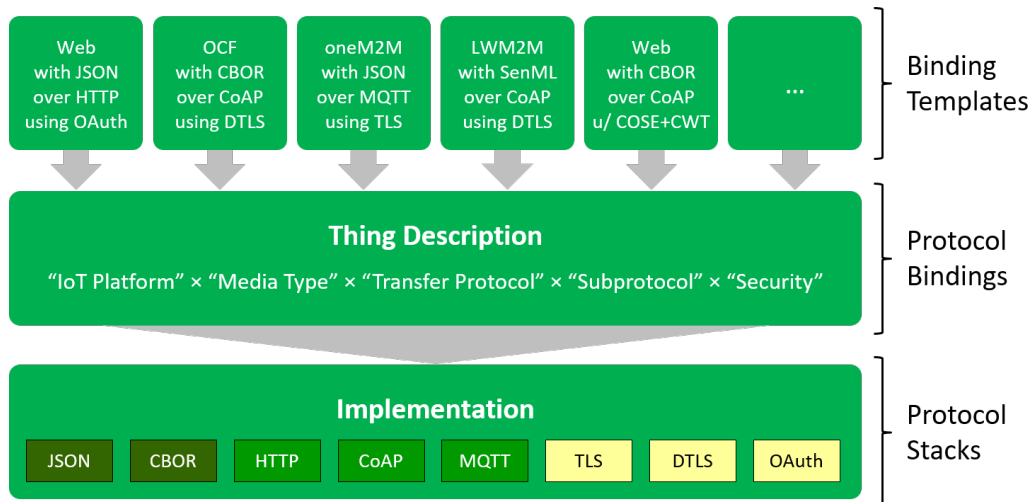 Web
with JSON
over HTTP
using OAuth
OCF
with CBOR
over CoAP
using DTLS
oneM2M
with JSON
over MQTT
using TLS
LWM2M
with SenML
over CoAP
using DTLS
Web
with CBOR
over CoAP
u/ COSE+CWT
...
Binding
Templates
Thing Description
“IoT Platform” × “Media Type” × “Transfer Protocol” × “Subprotocol” × “Security”
Protocol
Bindings
Implementation
JSON
CBOR
HTTP
CoAP
MQTT
TLS
DTLS
OAuth
Protocol
Stacks